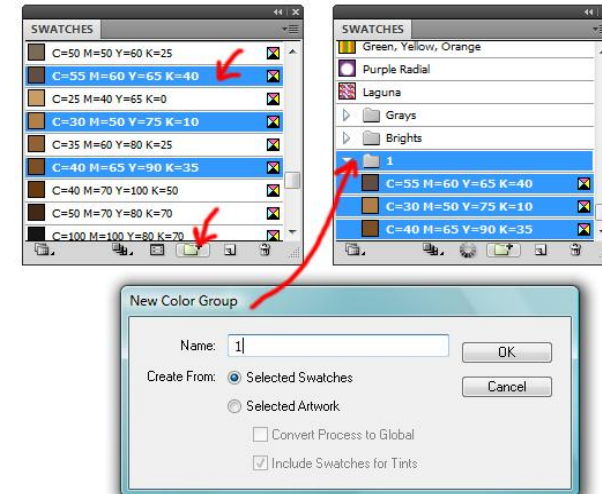 SWATCHES
C=50 M=50 Y=60 K=25
C=55 M=60 Y=65 K=40
C=25 M=40 Y=65 K=0
C=30 M=50 Y=75 K=10
C=35 M=60 Y=80 K=25
C=40 M=65 Y=90 K=35
C=40 M=70 Y=100 K=50
C=50 M=70 Y=80 K=70
C=100 M=100 Y=80 K=70
SWATCHES
Green, Yellow, Orange
Purple Radial
Laguna
Grays
Brights
1
C=55 M=60 Y=65 K=40
C=30 M=50 Y=75 K=10
C=40 M=65 Y=90 K=35
New Color Group
Name: 1
OK
Create From: Selected Swatches
Cancel
Selected Artwork
Convert Process to Global
Include Swatches for Tints